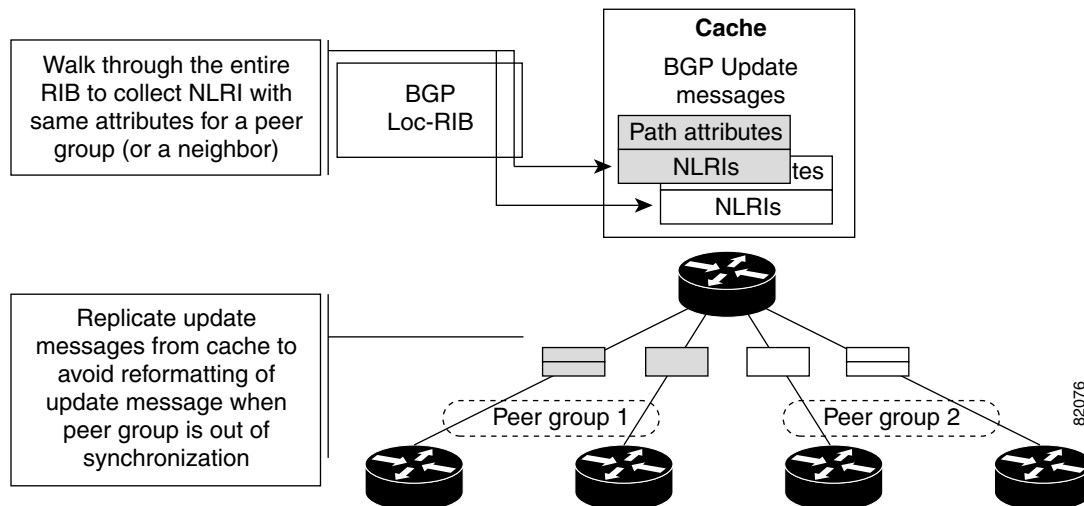 Walk through the entire
RIB to collect NLRI with
same attributes for a peer
group (or a neighbor)
BGP
Loc-RIB
Cache
BGP Update
messages
Path attributes
NLRIs
tes
NLRIs
Replicate update
messages from cache to
avoid reformatting of
update message when
peer group is out of
synchronization
Peer group 1
Peer group 2
82076